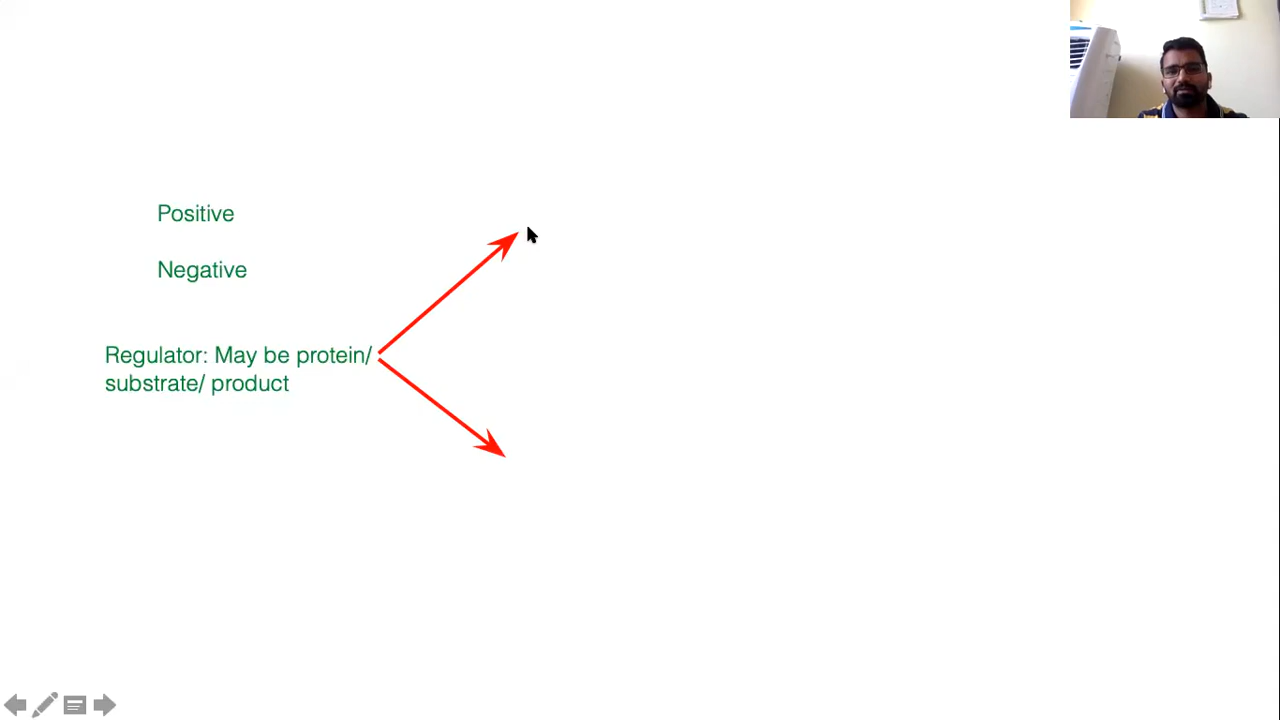 Positive
Negative
Regulator: May be protein/
substrate/ product